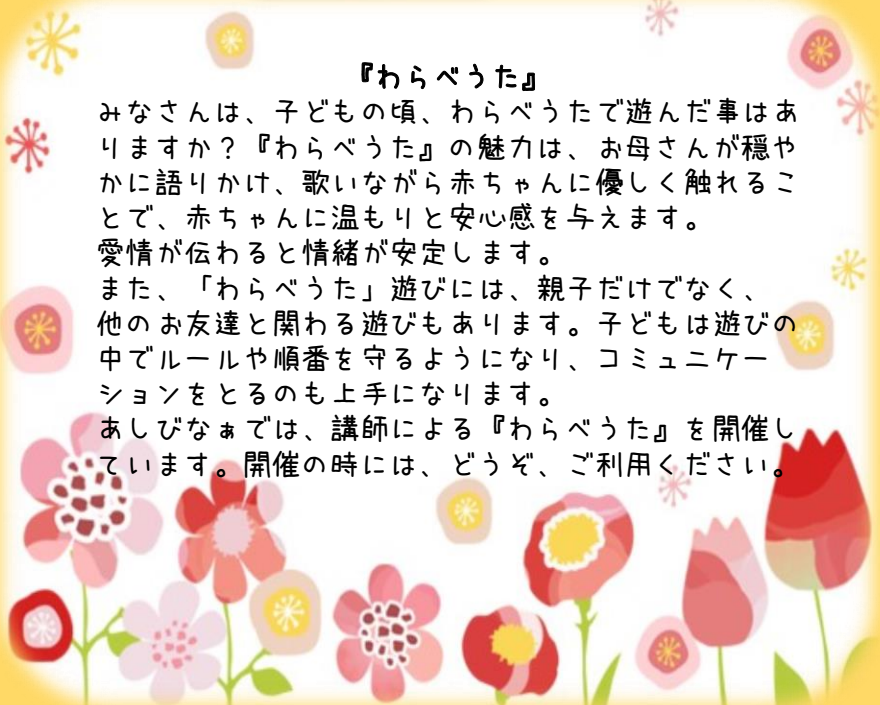 『わらべうた』
みなさんは、子どもの頃、わらべうたで遊んだ事はあ
りますか？『わらべうた』の魅力は、お母さんが穏や
かに語りかけ、歌いながら赤ちゃんに優しく触れるこ
とで、赤ちゃんに温もりと安心感を与えます。
愛情が伝わると情緒が安定します。
また、「わらべうた」遊びには、親子だけでなく、
他のお友達と関わる遊びもあります。子どもは遊びの
中でルールや順番を守るようになり、コミュニケー
ションをとるのも上手になります。
あしびなぁでは、講師による『わらべうた』を開催し
ています。開催の時には、どうぞ、ご利用ください。